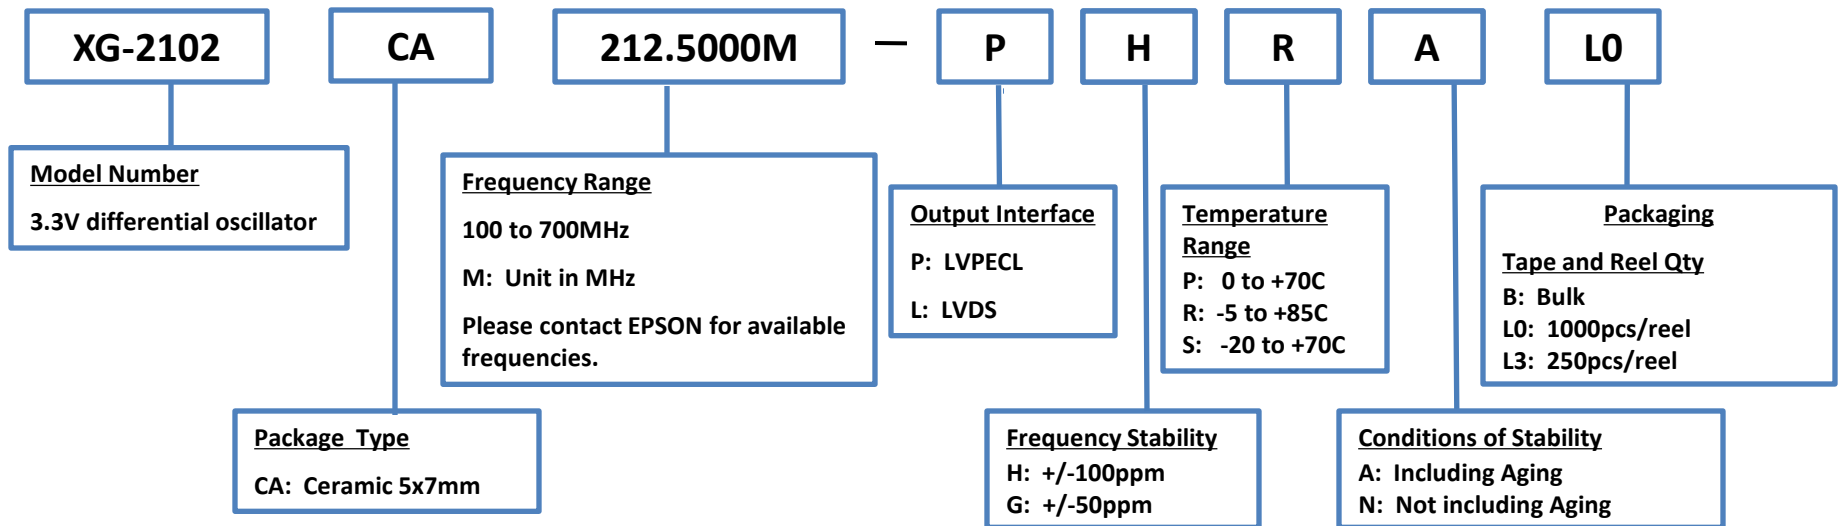 XG-2102 CA 212.5000M — P H R A L0
Model Number
3.3V differential oscillator
Frequency Range
100 to 700MHz
M: Unit in MHz
Please contact EPSON for available
frequencies.
Output Interface
P: LVPECL
L: LVDS
Temperature
Range
P: 0 to +70C
R: -5 to +85C
S: -20 to +70C
Packaging
Tape and Reel Qty
B: Bulk
L0: 1000pcs/reel
L3: 250pcs/reel
Package Type
CA: Ceramic 5x7mm
Frequency Stability
H: +/-100ppm
G: +/-50ppm
Conditions of Stability
A: Including Aging
N: Not including Aging